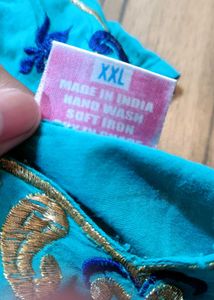 XXL
MADE IN INDIA
HAND WASH
SOFT IRON